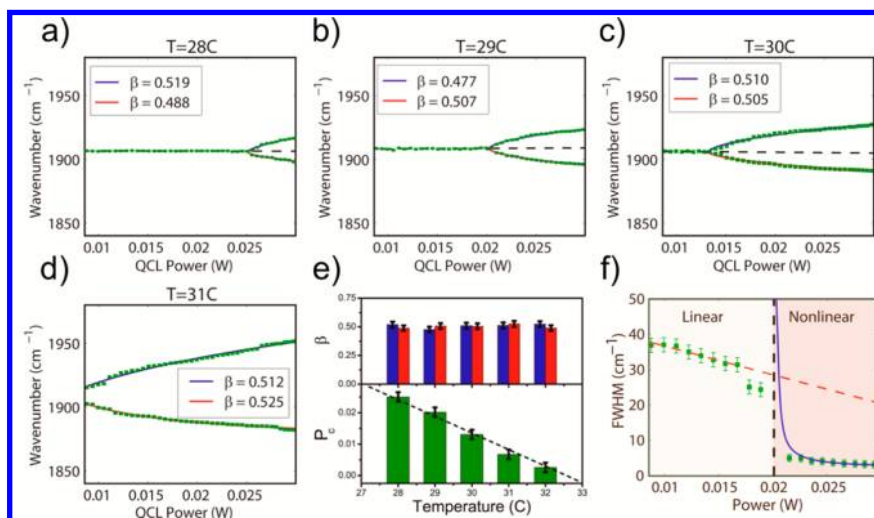 a)
T=28C
β = 0.519
β = 0.488
Wavenumber (cm⁻¹)
1950
1900
1850
0.01 0.015 0.02 0.025
QCL Power (W)
b)
T=29C
β = 0.477
β = 0.507
Wavenumber (cm⁻¹)
1950
1900
1850
0.01 0.015 0.02 0.025
QCL Power (W)
c)
T=30C
β = 0.510
β = 0.505
Wavenumber (cm⁻¹)
1950
1900
1850
0.01 0.015 0.02 0.025
QCL Power (W)
d)
T=31C
β = 0.512
β = 0.525
Wavenumber (cm⁻¹)
1950
1900
1850
0.01 0.015 0.02 0.025
QCL Power (W)
e)
β
0.75
0.50
0.25
0.00
Pc
0.02
0.01
0.00
27 28 29 30 31 32 33
Temperature (C)
f)
Linear
Nonlinear
FWHM (cm⁻¹)
50
40
30
20
10
0
0.01 0.015 0.02 0.025
Power (W)